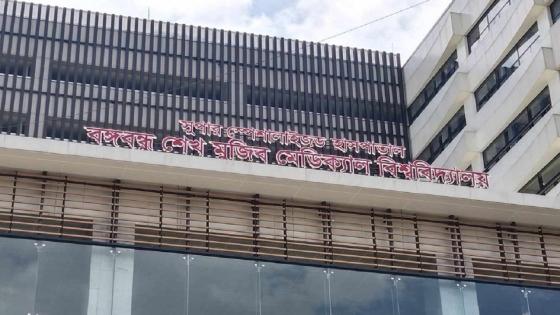 সুপার স্পেশালাইজড হাসপাতাল
বঙ্গবন্ধু শেখ মুজিব মেডিক্যাল বিশ্ববিদ্যালয়